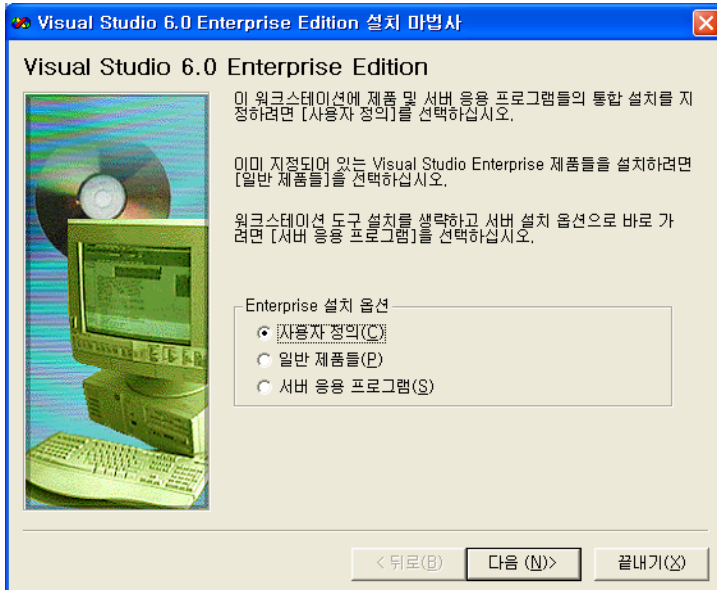 Visual Studio 6.0 Enterprise Edition 설치 마법사
Visual Studio 6.0 Enterprise Edition
이 워크스테이션에 제품 및 서버 응용 프로그램들의 통합 설치를 지
정하려면 [사용자 정의]를 선택하십시오.
이미 지정되어 있는 Visual Studio Enterprise 제품들을 설치하려면
[일반 제품들]을 선택하십시오.
워크스테이션 도구 설치를 생략하고 서버 설치 옵션으로 바로 가
려면 [서버 응용 프로그램]를 선택하십시오.
Enterprise 설치 옵션
사용자 정의(C)
일반 제품들(P)
서버 응용 프로그램(S)
< 뒤로(B)
다음 (N)>
끝내기(X)